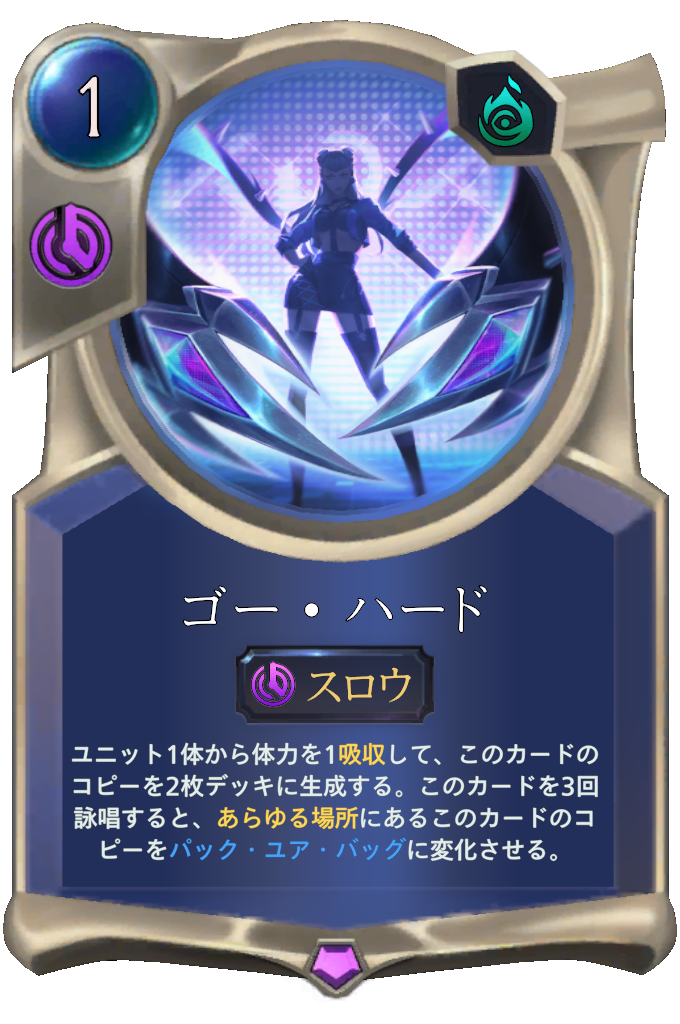 1
ゴー・ハード
スロウ
ユニット1体から体力を1吸収して、このカードの
コピーを2枚デッキに生成する。このカードを3回
詠唱すると、あらゆる場所にあるこのカードのコ
ピーをパック・ユア・バッグに変化させる。